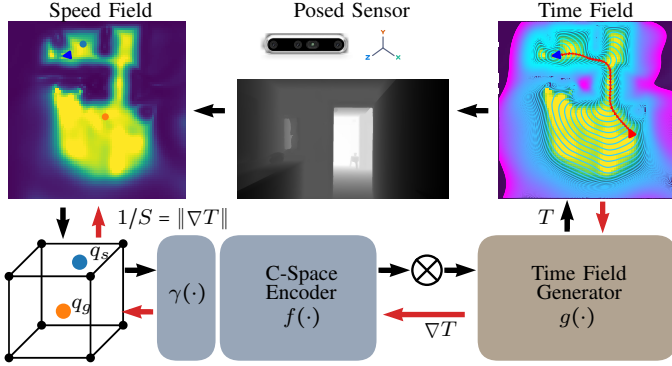 Speed Field
Posed Sensor
Time Field
Y
Z
X
1/S = ‖∇T‖
T
q_s
q_g
γ(·)
C-Space
Encoder
f(·)
⊗
∇T
Time Field
Generator
g(·)